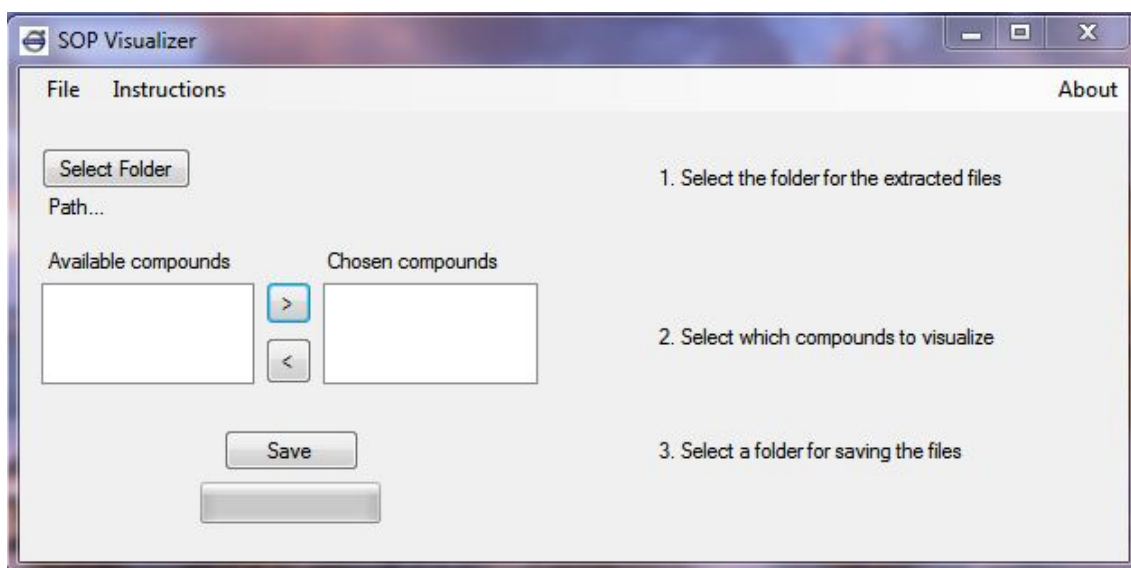 SOP Visualizer
File Instructions About
Select Folder
1. Select the folder for the extracted files
Path...
Available compounds
Chosen compounds
>
<
2. Select which compounds to visualize
Save
3. Select a folder for saving the files